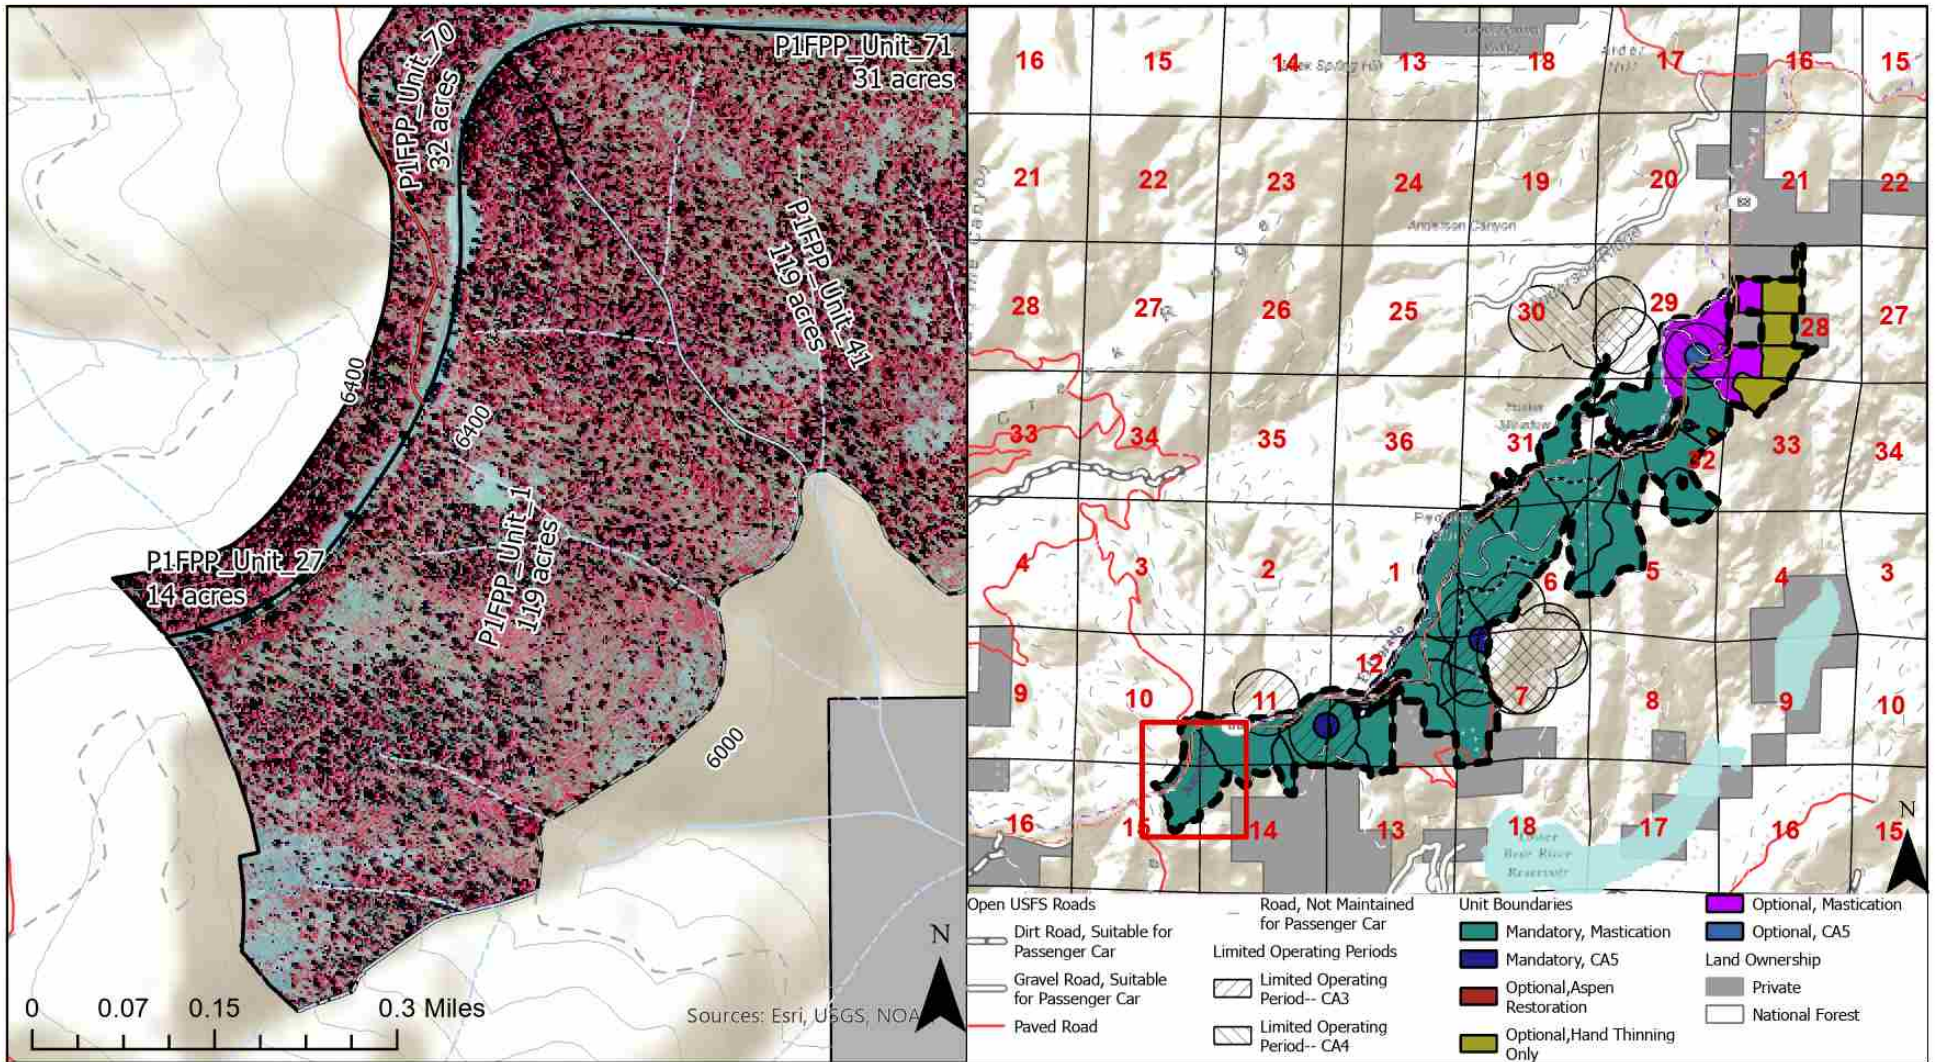 P1FPP_Unit_70
32 acres
P1FPP_Unit_71
31 acres
P1FPP_Unit_41
119 acres
6400
6400
P1FPP_Unit_1
119 acres
P1FPP_Unit_27
14 acres
6000
0 0.07 0.15 0.3 Miles
Sources: Esri, USGS, NOA
N
16 15 14 13 18 17 16 15
21 22 23 24 19 20 21 22
88
Anderson Canyon
28 27 26 25 30 29 28 27
33 34 35 36 31 32 33 34
4 3 2 1 6 5 4 3
9 10 11 12 7 8 9 10
16 15 14 13 18 17 16 15
Bear River
Reservoir
N
Open USFS Roads
Dirt Road, Suitable for
Passenger Car
Gravel Road, Suitable
for Passenger Car
Paved Road
Road, Not Maintained
for Passenger Car
Limited Operating Periods
Limited Operating
Period-- CA3
Limited Operating
Period-- CA4
Unit Boundaries
Mandatory, Mastication
Mandatory, CA5
Optional,Aspen
Restoration
Optional,Hand Thinning
Only
Optional, Mastication
Optional, CA5
Land Ownership
Private
National Forest